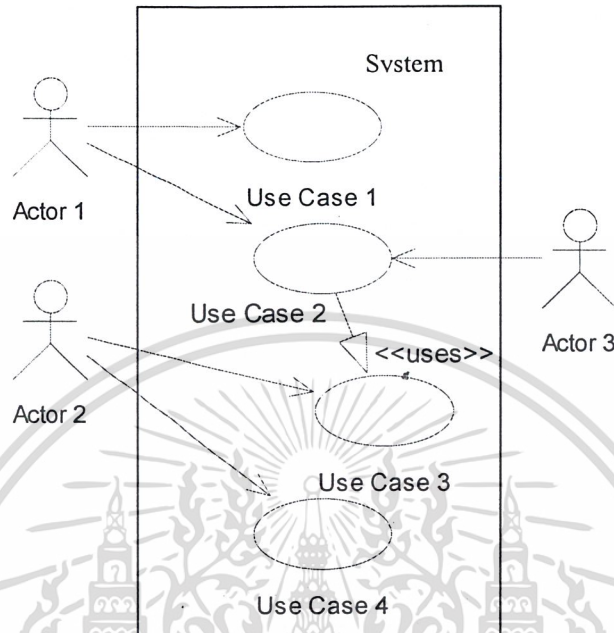 System
Use Case 1
Actor 1
Use Case 2
<<uses>>
Actor 3
Actor 2
Use Case 3
Use Case 4